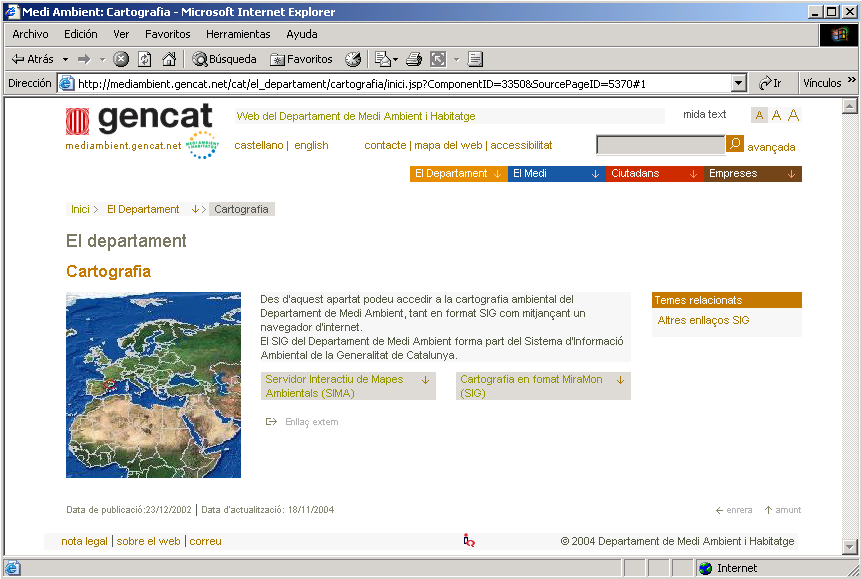 Medi Ambient: Cartografia - Microsoft Internet Explorer
Archivo Edición Ver Favoritos Herramientas Ayuda
Atrás Búsqueda Favoritos
Dirección http://mediambient.gencat.net/cat/el_departament/cartografia/inici.jsp?ComponentID=3350&SourcePageID=5370#1 Ir Vínculos »
gencat
Web del Departament de Medi Ambient i Habitatge mida text A A A
mediambient.gencat.net MEDI AMBIENT I HABITATGE castellano | english contacte | mapa del web | accessibilitat avançada
El Departament El Medi Ciutadans Empreses
Inici > El Departament > Cartografia
El departament
Cartografia
Des d'aquest apartat podeu accedir a la cartografia ambiental del
Departament de Medi Ambient, tant en format SIG com mitjançant un
navegador d'internet.
El SIG del Departament de Medi Ambient forma part del Sistema d'Informació
Ambiental de la Generalitat de Catalunya.
Temes relacionats
Altres enllaços SIG
Servidor Interactiu de Mapes
Ambientals (SIMA)
Cartografia en fomat MiraMon
(SIG)
Enllaç extern
Data de publicació:23/12/2002 | Data d'actualització: 18/11/2004 enrera amunt
nota legal | sobre el web | correu © 2004 Departament de Medi Ambient i Habitatge
Internet